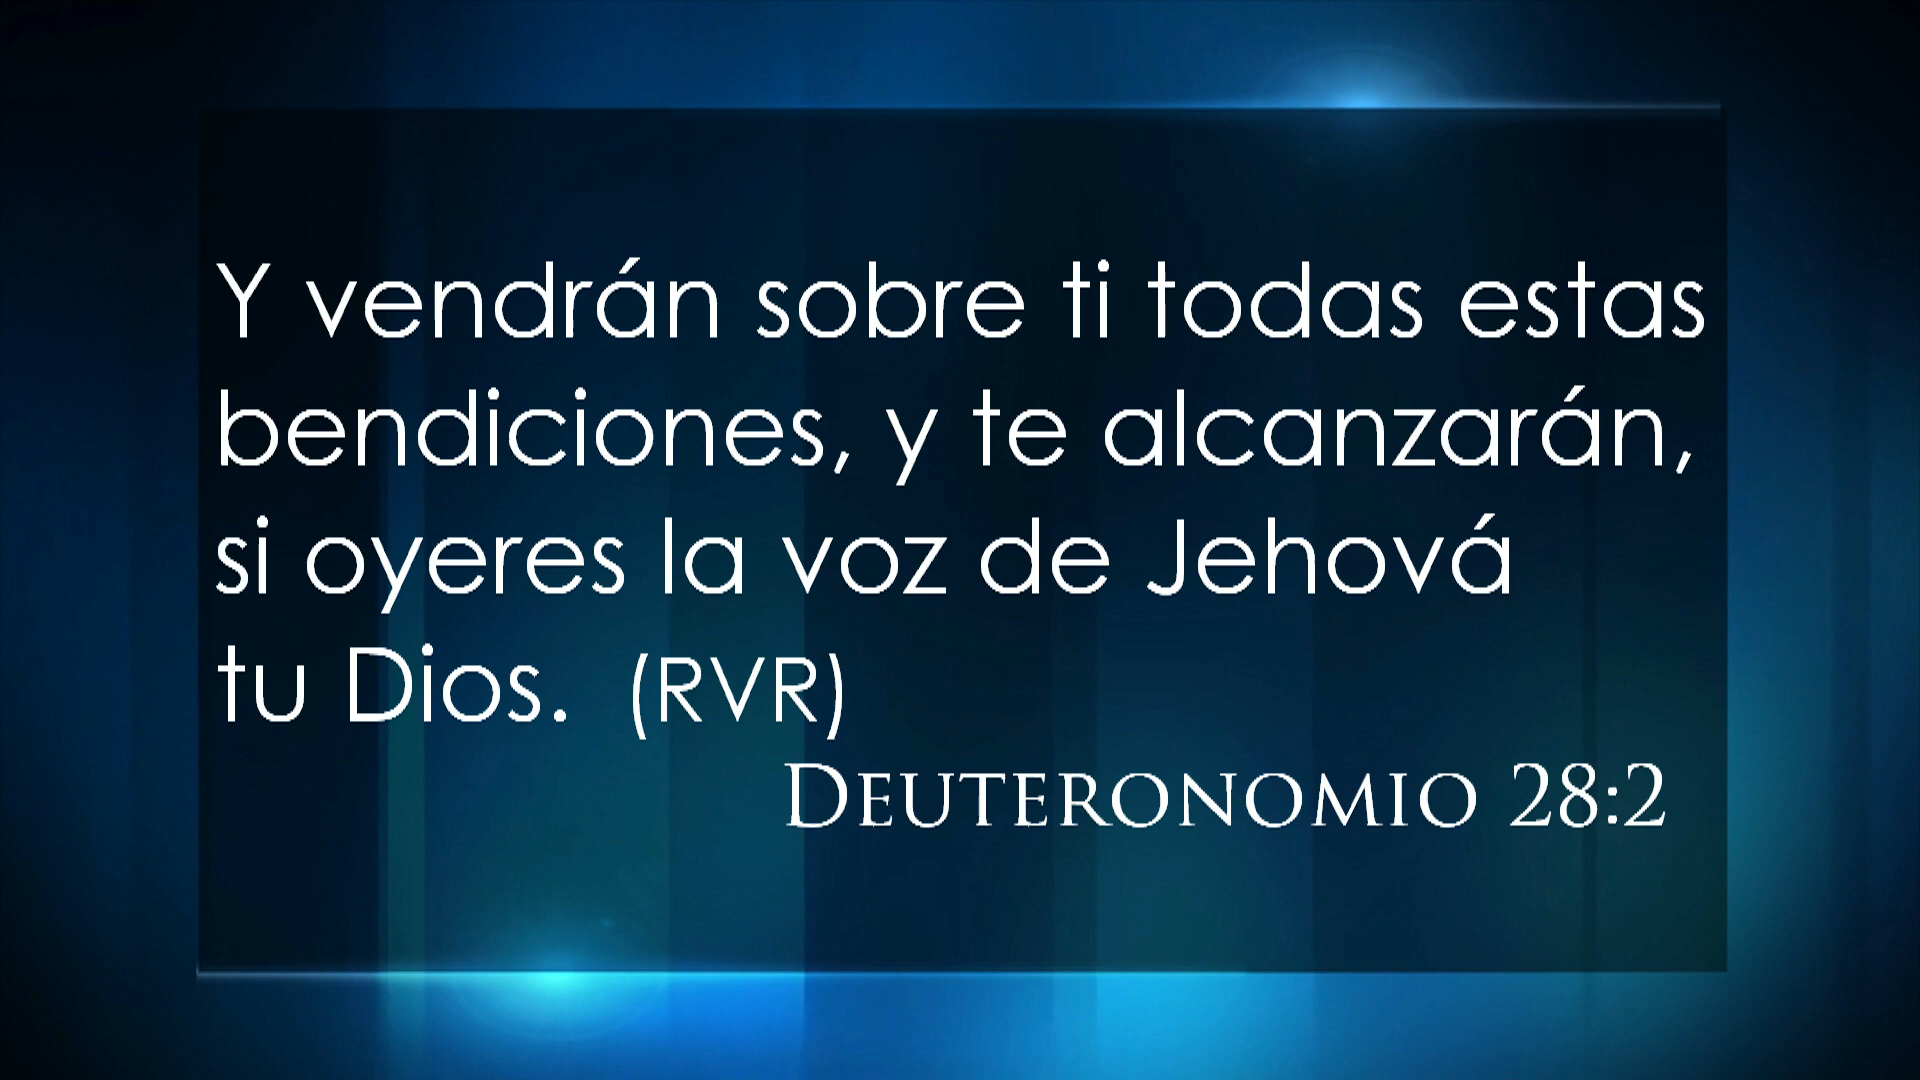 Y vendrán sobre ti todas estas
bendiciones, y te alcanzarán,
si oyeres la voz de Jehová
tu Dios.  (RVR)
DEUTERONOMIO 28:2